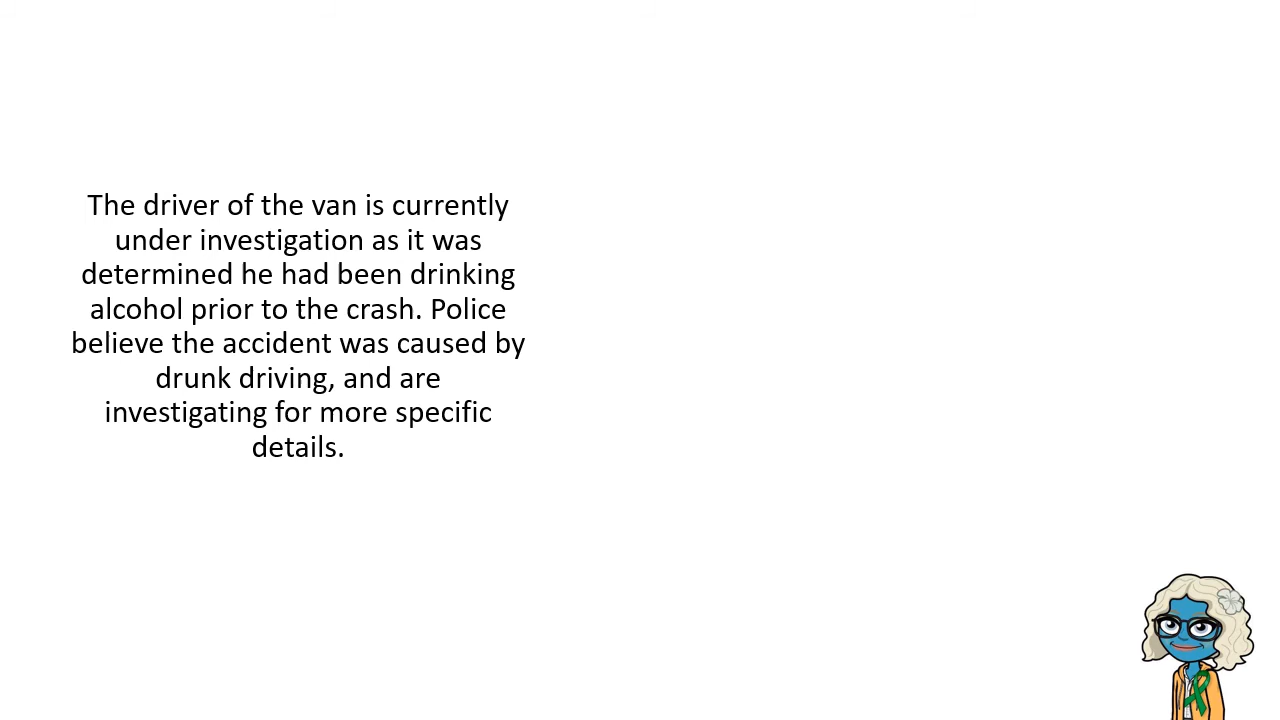 The driver of the van is currently
under investigation as it was
determined he had been drinking
alcohol prior to the crash. Police
believe the accident was caused by
drunk driving, and are
investigating for more specific
details.